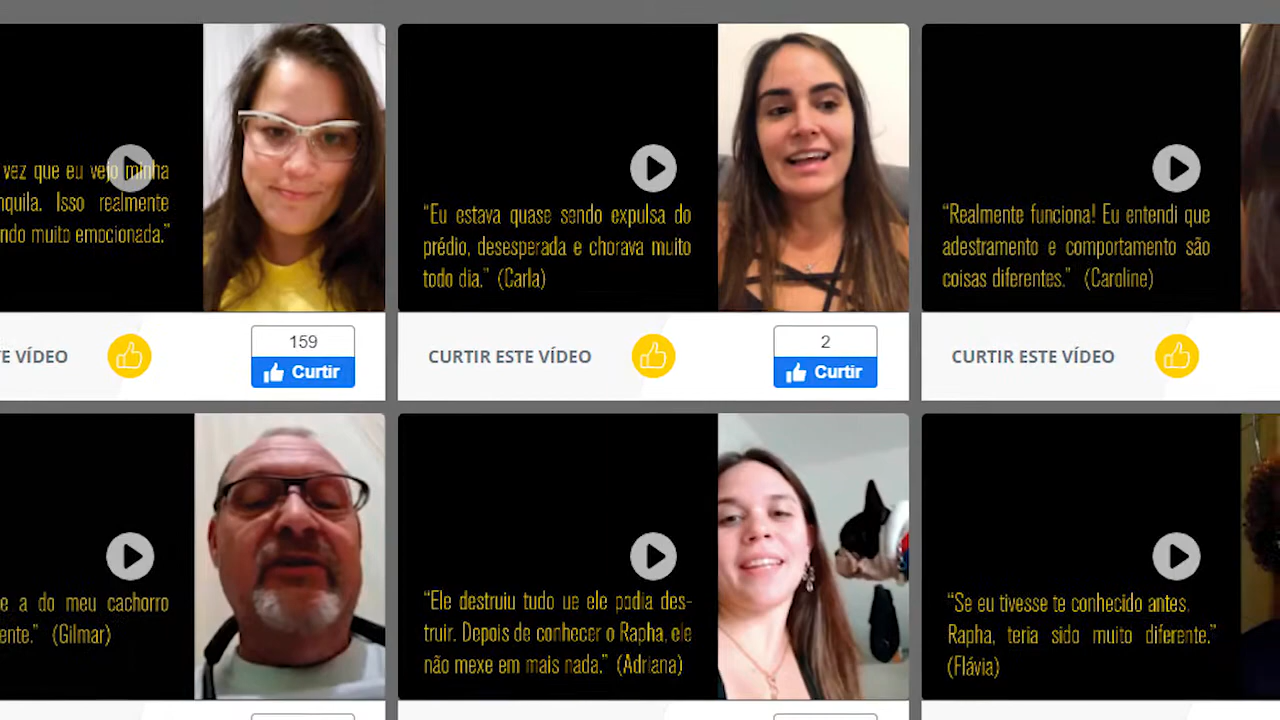 vez que eu vejo minha
nquila. Isso realmente
ndo muito emocionada.”
“Eu estava quase sendo expulsa do
prédio, desesperada e chorava muito
todo dia.” (Carla)
“Realmente funciona! Eu entendi que
adestramento e comportamento são
coisas diferentes.” (Caroline)
E VÍDEO
159
Curtir
CURTIR ESTE VÍDEO
2
Curtir
CURTIR ESTE VÍDEO
e a do meu cachorro
ente.” (Gilmar)
“Ele destruiu tudo ue ele podia des-
truir. Depois de conhecer o Rapha, ele
não mexe em mais nada.” (Adriana)
“Se eu tivesse te conhecido antes,
Rapha, teria sido muito diferente.”
(Flávia)